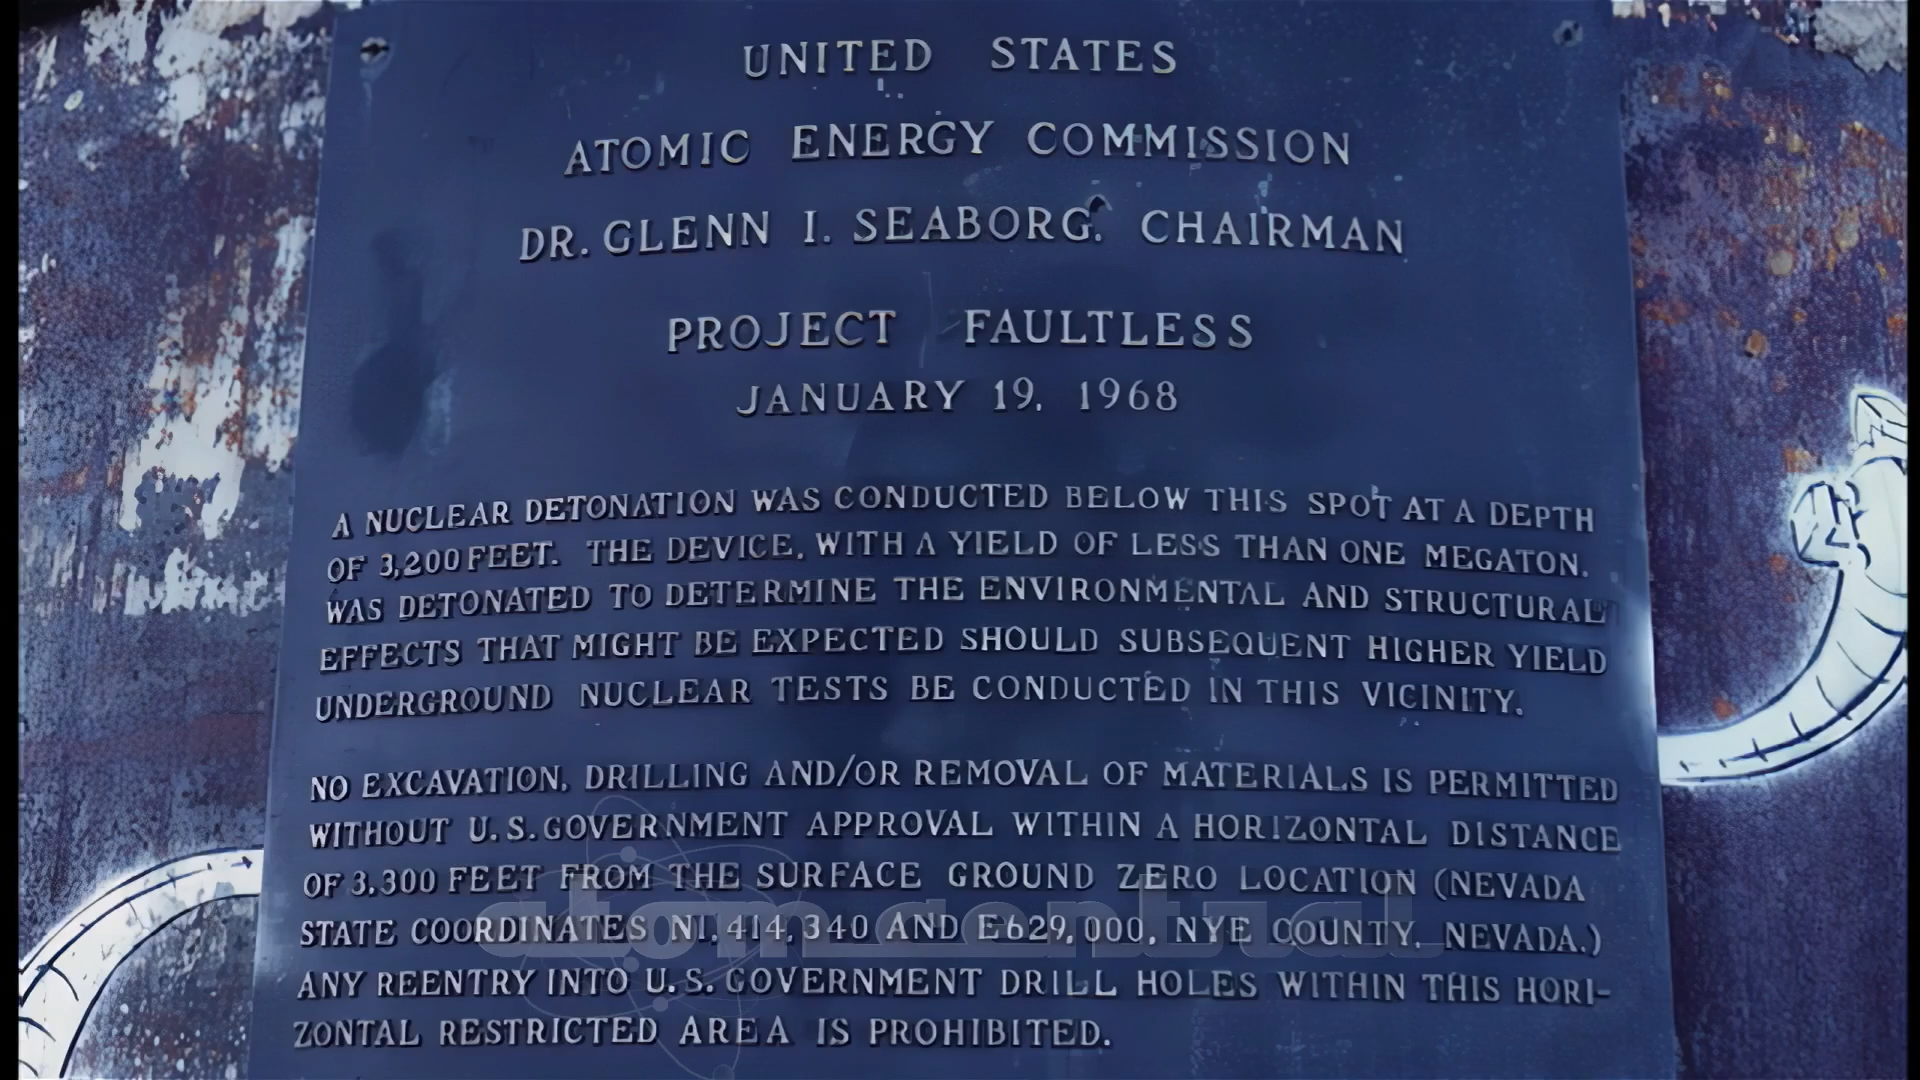 UNITED STATES
ATOMIC ENERGY COMMISSION
DR. GLENN I. SEABORG, CHAIRMAN
PROJECT FAULTLESS
JANUARY 19, 1968
A NUCLEAR DETONATION WAS CONDUCTED BELOW THIS SPOT AT A DEPTH
OF 3,200 FEET. THE DEVICE, WITH A YIELD OF LESS THAN ONE MEGATON,
WAS DETONATED TO DETERMINE THE ENVIRONMENTAL AND STRUCTURAL
EFFECTS THAT MIGHT BE EXPECTED SHOULD SUBSEQUENT HIGHER YIELD
UNDERGROUND NUCLEAR TESTS BE CONDUCTED IN THIS VICINITY.
NO EXCAVATION, DRILLING AND/OR REMOVAL OF MATERIALS IS PERMITTED
WITHOUT U.S. GOVERNMENT APPROVAL WITHIN A HORIZONTAL DISTANCE
OF 3,300 FEET FROM THE SURFACE GROUND ZERO LOCATION (NEVADA
STATE COORDINATES N1,414,340 AND E629,000, NYE COUNTY, NEVADA.)
ANY REENTRY INTO U.S. GOVERNMENT DRILL HOLES WITHIN THIS HORI-
ZONTAL RESTRICTED AREA IS PROHIBITED.
atom central